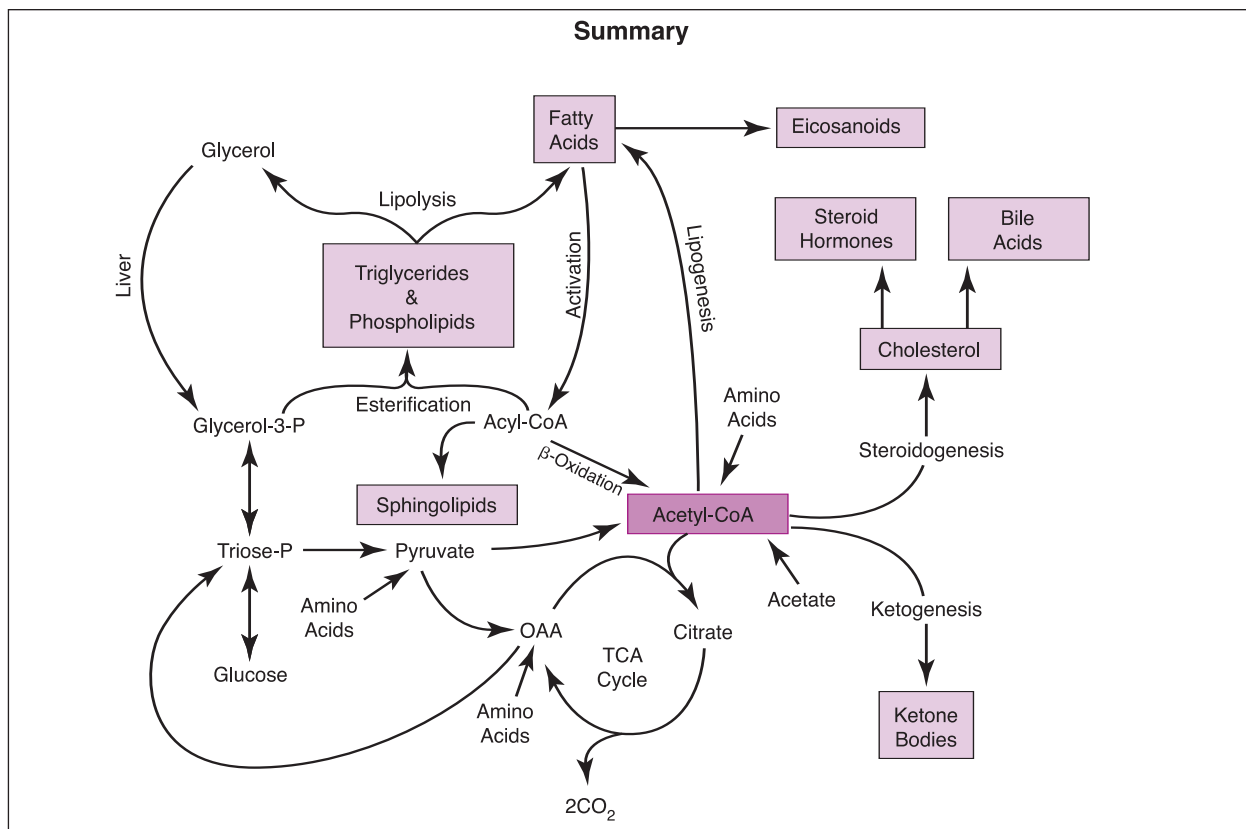 Summary
Fatty
Acids
Eicosanoids
Glycerol
Lipolysis
Steroid
Hormones
Bile
Acids
Liver
Triglycerides
&
Phospholipids
Activation
Lipogenesis
Cholesterol
Esterification
Amino
Acids
Glycerol-3-P
Acyl-CoA
Steroidogenesis
β-Oxidation
Sphingolipids
Acetyl-CoA
Triose-P
Pyruvate
Acetate
Amino
Acids
Ketogenesis
OAA
Citrate
TCA
Cycle
Glucose
Amino
Acids
Ketone
Bodies
2CO₂